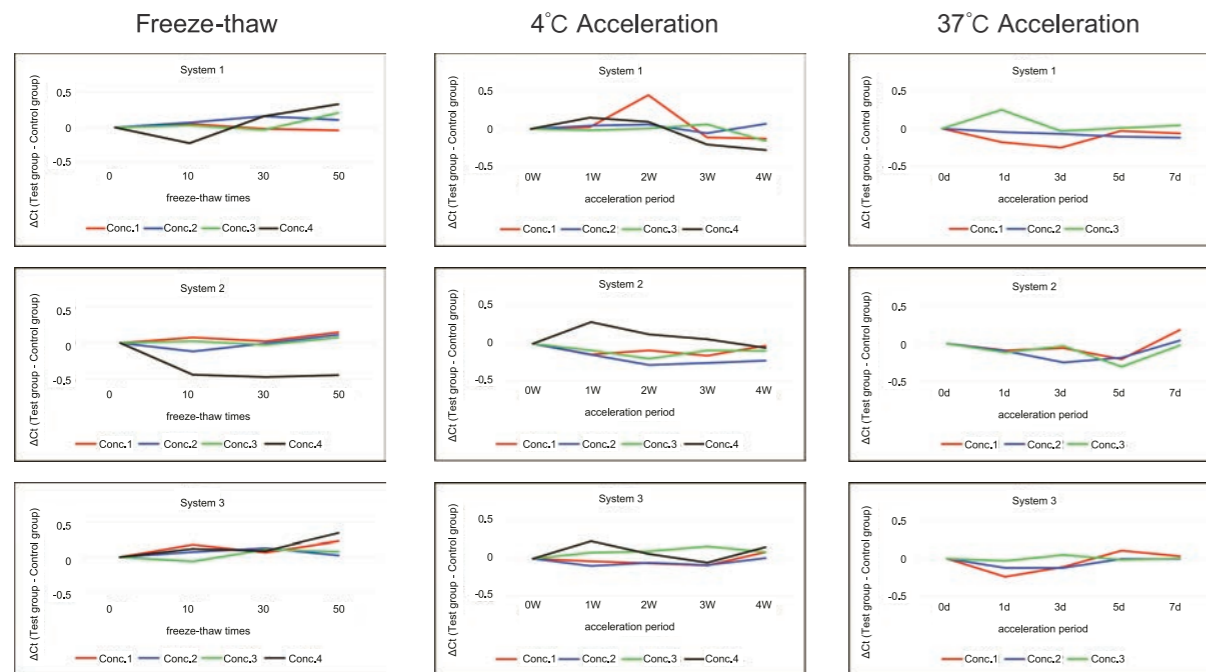 Freeze-thaw
4℃ Acceleration
37℃ Acceleration
System 1
ΔCt (Test group - Control group)
0.5
0
-0.5
0 10 30 50
freeze-thaw times
Conc.1 Conc.2 Conc.3 Conc.4
System 1
ΔCt (Test group - Control group)
0.5
0
-0.5
0W 1W 2W 3W 4W
acceleration period
Conc.1 Conc.2 Conc.3 Conc.4
System 1
ΔCt (Test group - Control group)
0.5
0
-0.5
0d 1d 3d 5d 7d
acceleration period
Conc.1 Conc.2 Conc.3
System 2
ΔCt (Test group - Control group)
0.5
0
-0.5
0 10 30 50
freeze-thaw times
Conc.1 Conc.2 Conc.3 Conc.4
System 2
ΔCt (Test group - Control group)
0.5
0
-0.5
0W 1W 2W 3W 4W
acceleration period
Conc.1 Conc.2 Conc.3 Conc.4
System 2
ΔCt (Test group - Control group)
0.5
0
-0.5
0d 1d 3d 5d 7d
acceleration period
Conc.1 Conc.2 Conc.3
System 3
ΔCt (Test group - Control group)
0.5
0
-0.5
0 10 30 50
freeze-thaw times
Conc.1 Conc.2 Conc.3 Conc.4
System 3
ΔCt (Test group - Control group)
0.5
0
-0.5
0W 1W 2W 3W 4W
acceleration period
Conc.1 Conc.2 Conc.3 Conc.4
System 3
ΔCt (Test group - Control group)
0.5
0
-0.5
0d 1d 3d 5d 7d
acceleration period
Conc.1 Conc.2 Conc.3